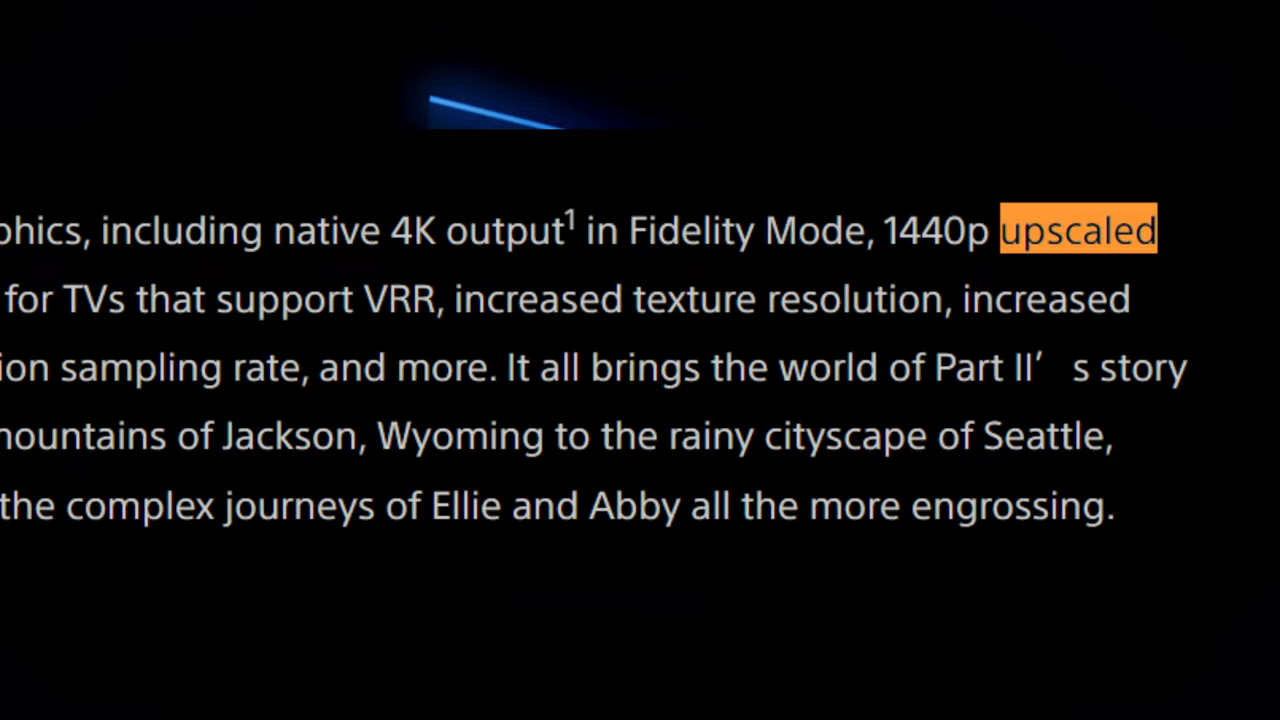 phics, including native 4K output¹ in Fidelity Mode, 1440p upscaled
for TVs that support VRR, increased texture resolution, increased
ion sampling rate, and more. It all brings the world of Part II’ s story
mountains of Jackson, Wyoming to the rainy cityscape of Seattle,
the complex journeys of Ellie and Abby all the more engrossing.